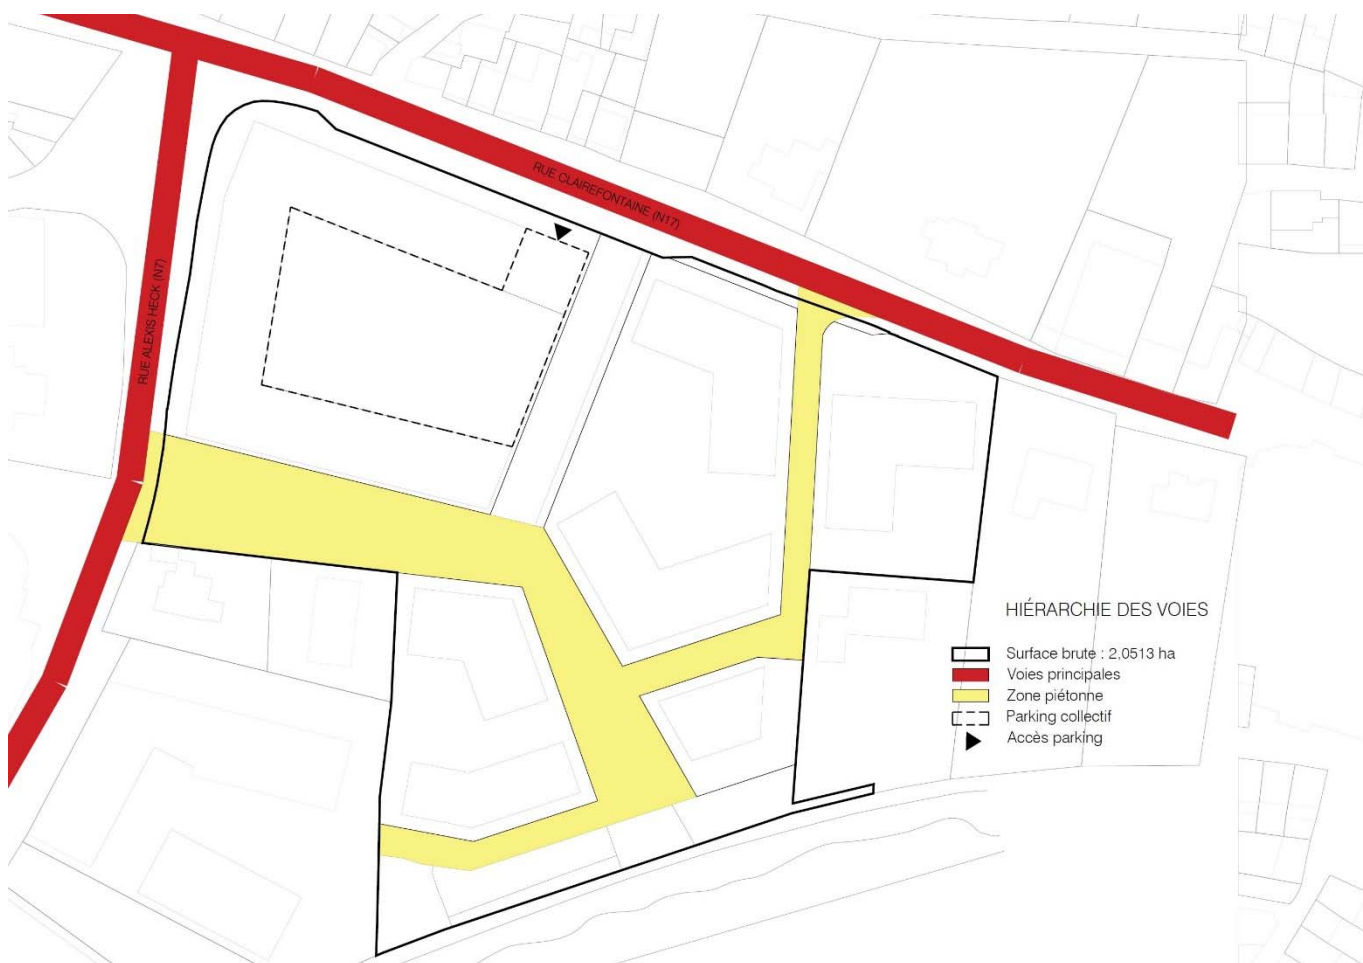 RUE CLAIREFONTAINE (N17)
RUE ALEXIS HECK (N7)
HIÉRARCHIE DES VOIES
Surface brute : 2,0513 ha
Voies principales
Zone piétonne
Parking collectif
Accès parking